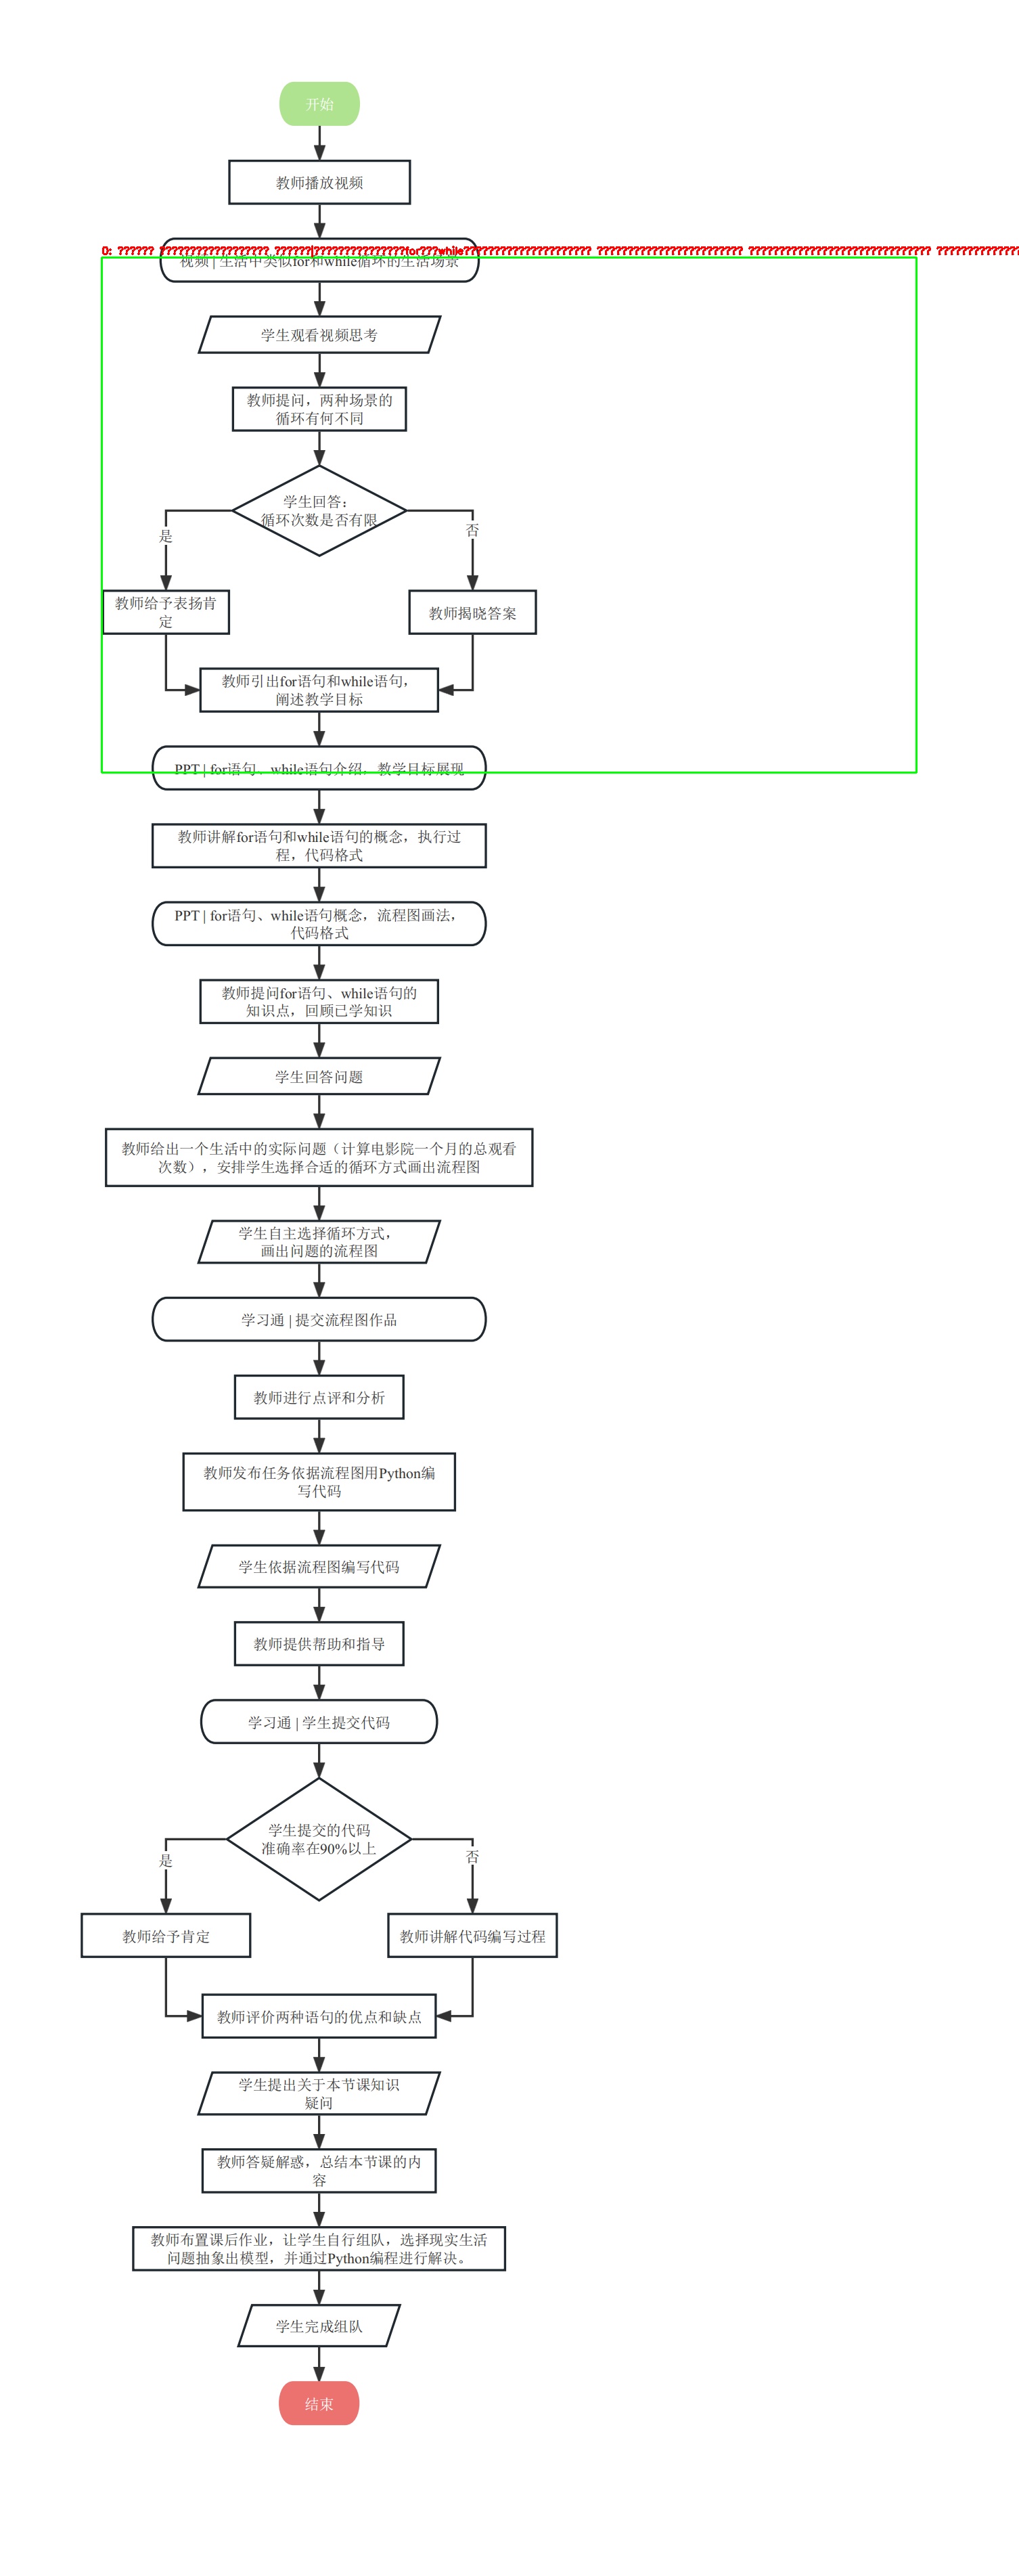 开始
教师播放视频
0: ?????? ?????????????????? ??????|???????????????for???while????????????????????? ???????????????????????? ?????????????????????????????? ??????????????
视频 | 生活中类似for和while循环的生活场景
学生观看视频思考
教师提问，两种场景的
循环有何不同
学生回答：
循环次数是否有限
是
否
教师给予表扬肯
定
教师揭晓答案
教师引出for语句和while语句，
阐述教学目标
PPT | for语句、while语句介绍，教学目标展现
教师讲解for语句和while语句的概念，执行过
程，代码格式
PPT | for语句、while语句概念，流程图画法，
代码格式
教师提问for语句、while语句的
知识点，回顾已学知识
学生回答问题
教师给出一个生活中的实际问题（计算电影院一个月的总观看
次数），安排学生选择合适的循环方式画出流程图
学生自主选择循环方式，
画出问题的流程图
学习通 | 提交流程图作品
教师进行点评和分析
教师发布任务依据流程图用Python编
写代码
学生依据流程图编写代码
教师提供帮助和指导
学习通 | 学生提交代码
学生提交的代码
准确率在90%以上
是
否
教师给予肯定
教师讲解代码编写过程
教师评价两种语句的优点和缺点
学生提出关于本节课知识
疑问
教师答疑解惑，总结本节课的内
容
教师布置课后作业，让学生自行组队，选择现实生活
问题抽象出模型，并通过Python编程进行解决。
学生完成组队
结束